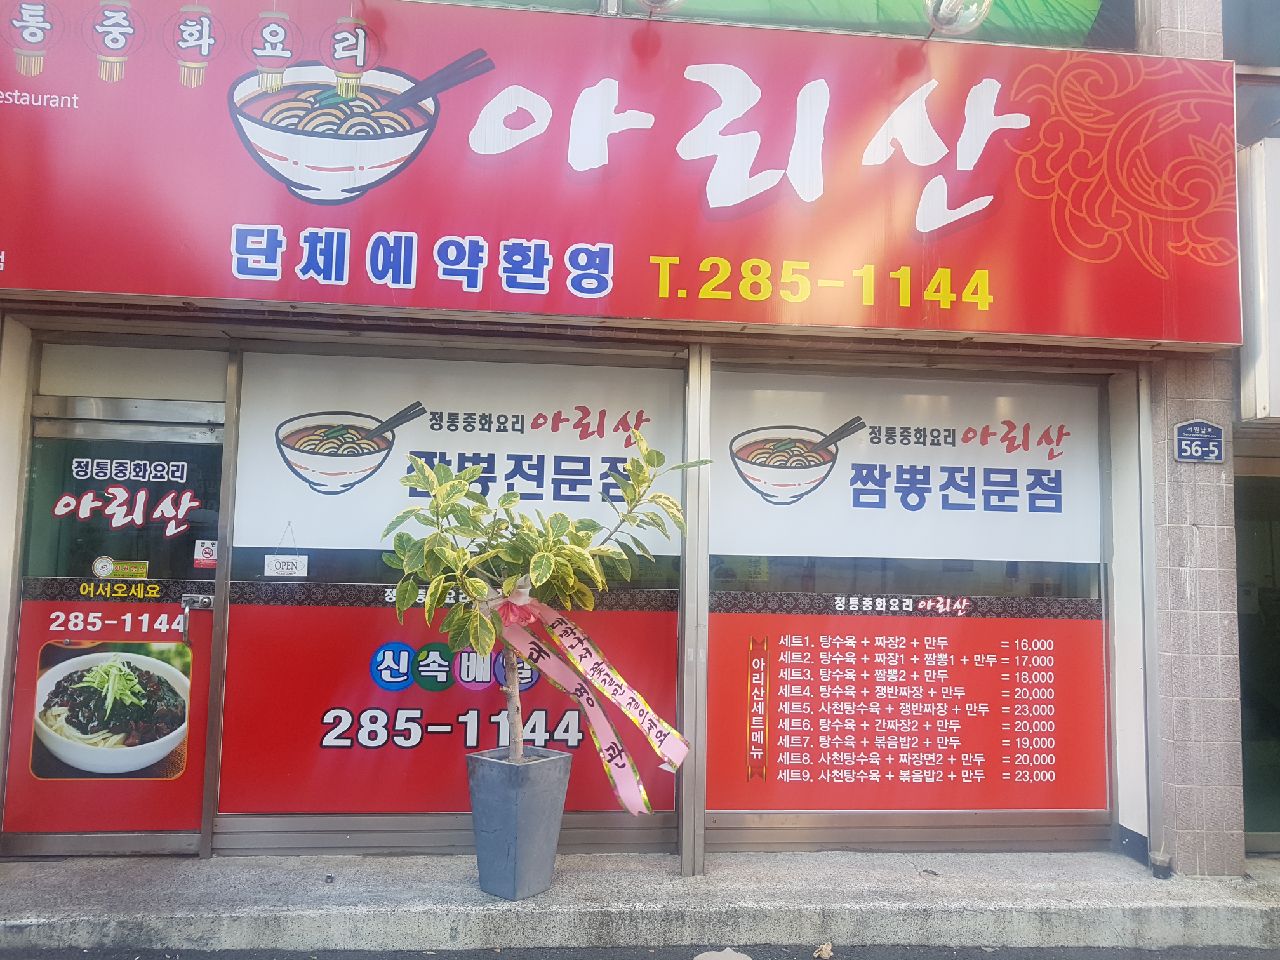 통중화요리
estaurant
아리산
단체예약환영 T.285-1144
정통중화요리 아리산
짬뽕전문점
정통중화요리 아리산
짬뽕전문점
56-5
정통중화요리
아리산
OPEN
어서오세요
285-1144
정통중화요리
신속배달
285-1144
정통중화요리 아리산
아리산세트메뉴
세트1. 탕수육 + 짜장2 + 만두 = 16,000
세트2. 탕수육 + 짜장1 + 짬뽕1 + 만두 = 17,000
세트3. 탕수육 + 짬뽕2 + 만두 = 18,000
세트4. 탕수육 + 쟁반짜장 + 만두 = 20,000
세트5. 사천탕수육 + 쟁반짜장 + 만두 = 23,000
세트6. 탕수육 + 간짜장2 + 만두 = 20,000
세트7. 탕수육 + 볶음밥2 + 만두 = 19,000
세트8. 사천탕수육 + 짜장면2 + 만두 = 20,000
세트9. 사천탕수육 + 볶음밥2 + 만두 = 23,000